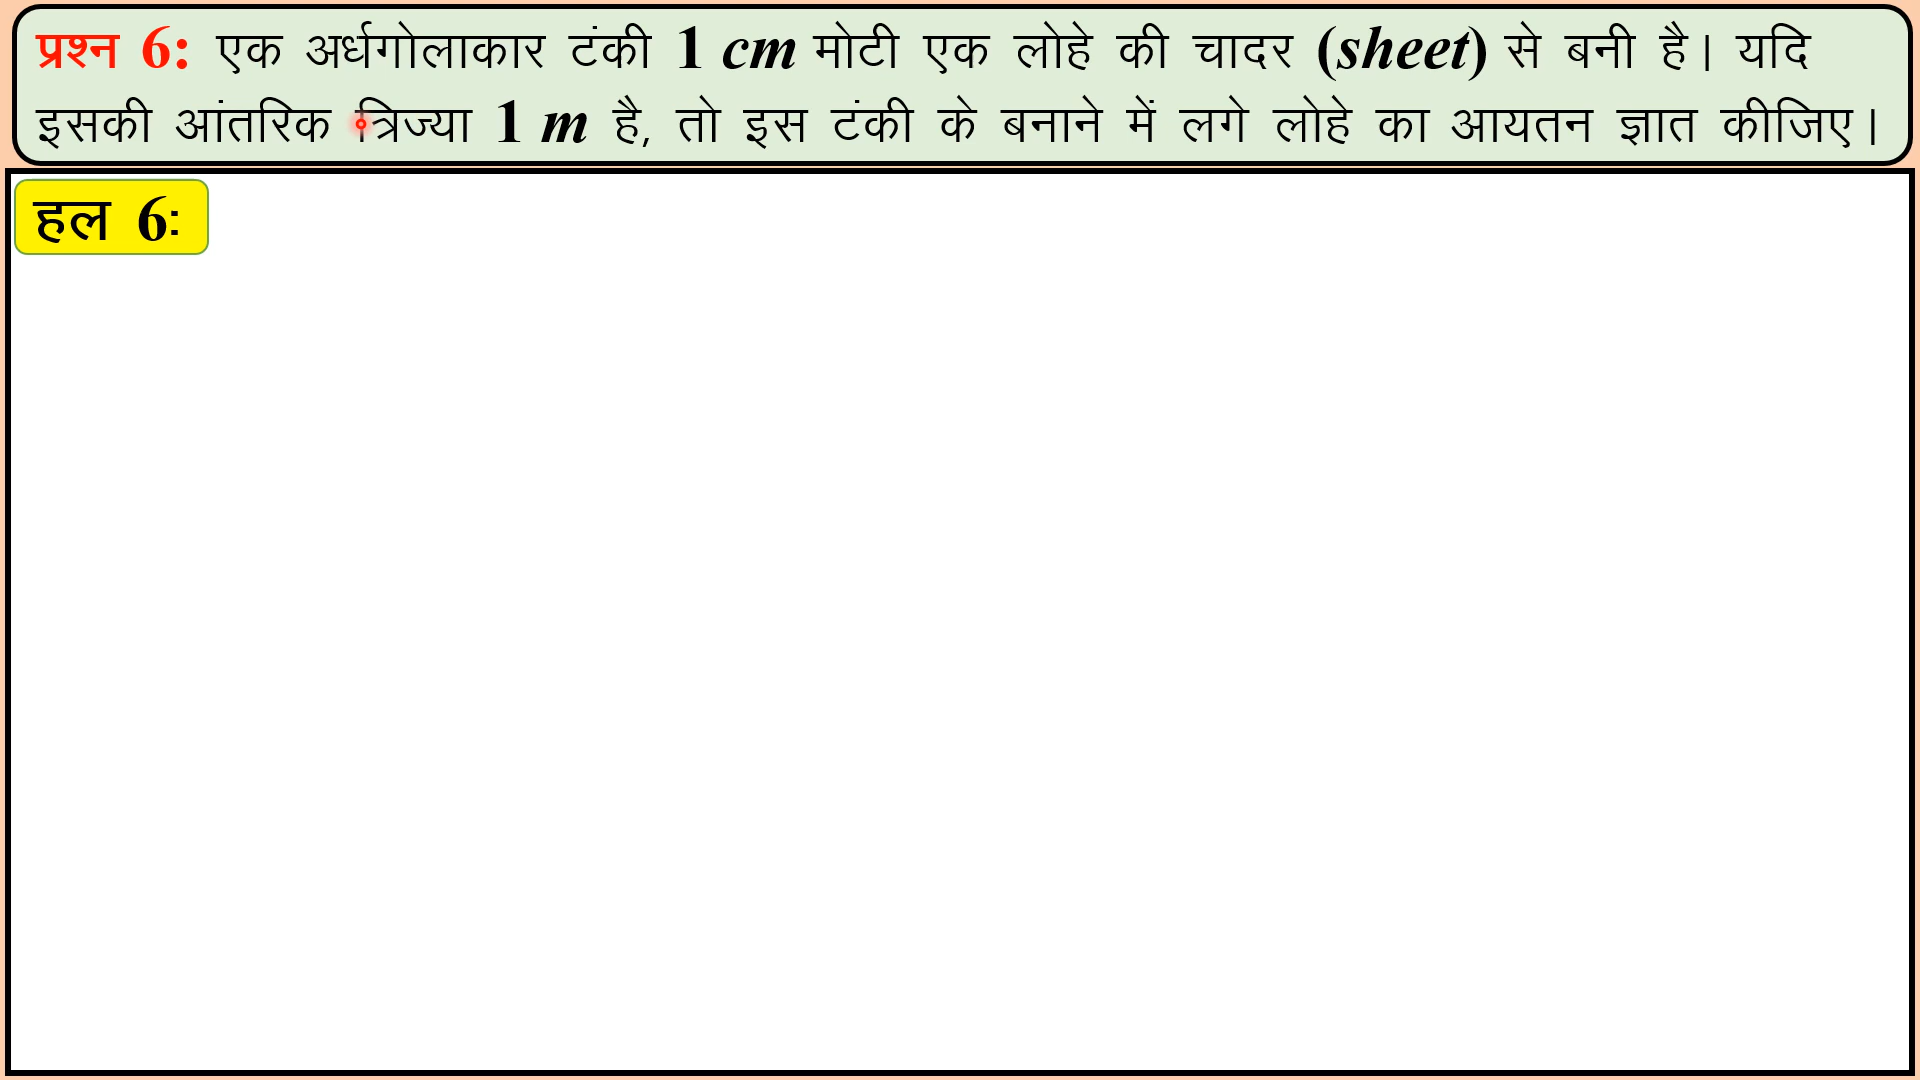 प्रश्न 6: एक अर्धगोलाकार टंकी 1 cm मोटी एक लोहे की चादर (sheet) से बनी है। यदि
इसकी आंतरिक त्रिज्या 1 m है, तो इस टंकी के बनाने में लगे लोहे का आयतन ज्ञात कीजिए।
हल 6: